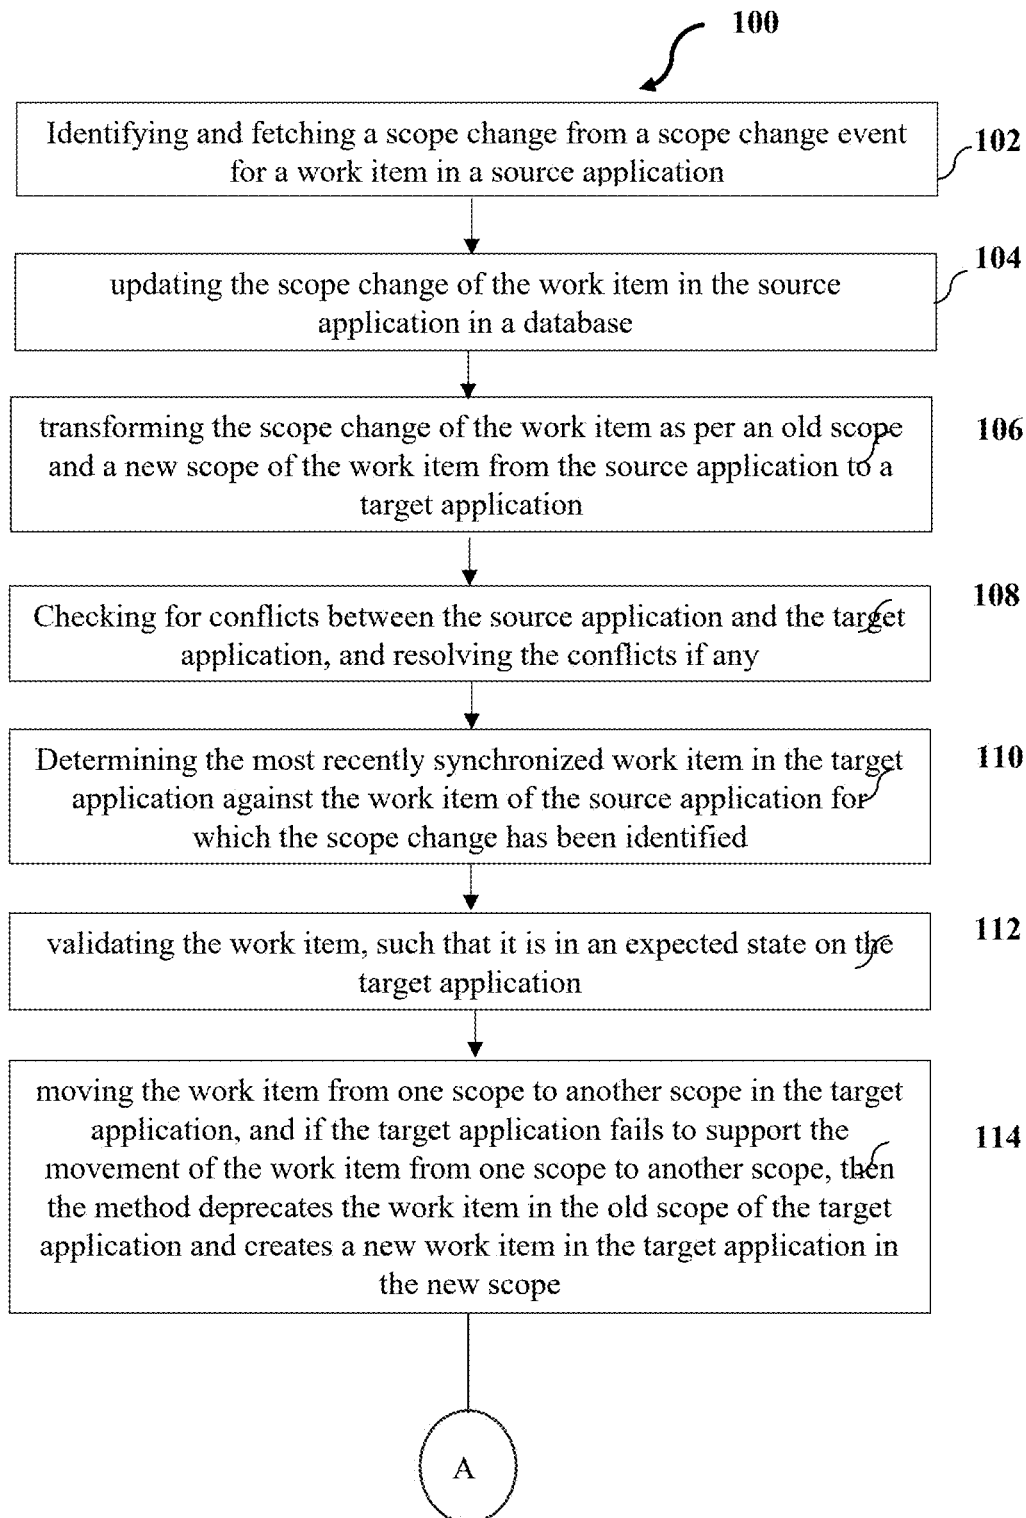 100
Identifying and fetching a scope change from a scope change event
for a work item in a source application
102
updating the scope change of the work item in the source
application in a database
104
transforming the scope change of the work item as per an old scope
and a new scope of the work item from the source application to a
target application
106
Checking for conflicts between the source application and the target
application, and resolving the conflicts if any
108
Determining the most recently synchronized work item in the target
application against the work item of the source application for
which the scope change has been identified
110
validating the work item, such that it is in an expected state on the
target application
112
moving the work item from one scope to another scope in the target
application, and if the target application fails to support the
movement of the work item from one scope to another scope, then
the method deprecates the work item in the old scope of the target
application and creates a new work item in the target application in
the new scope
114
A